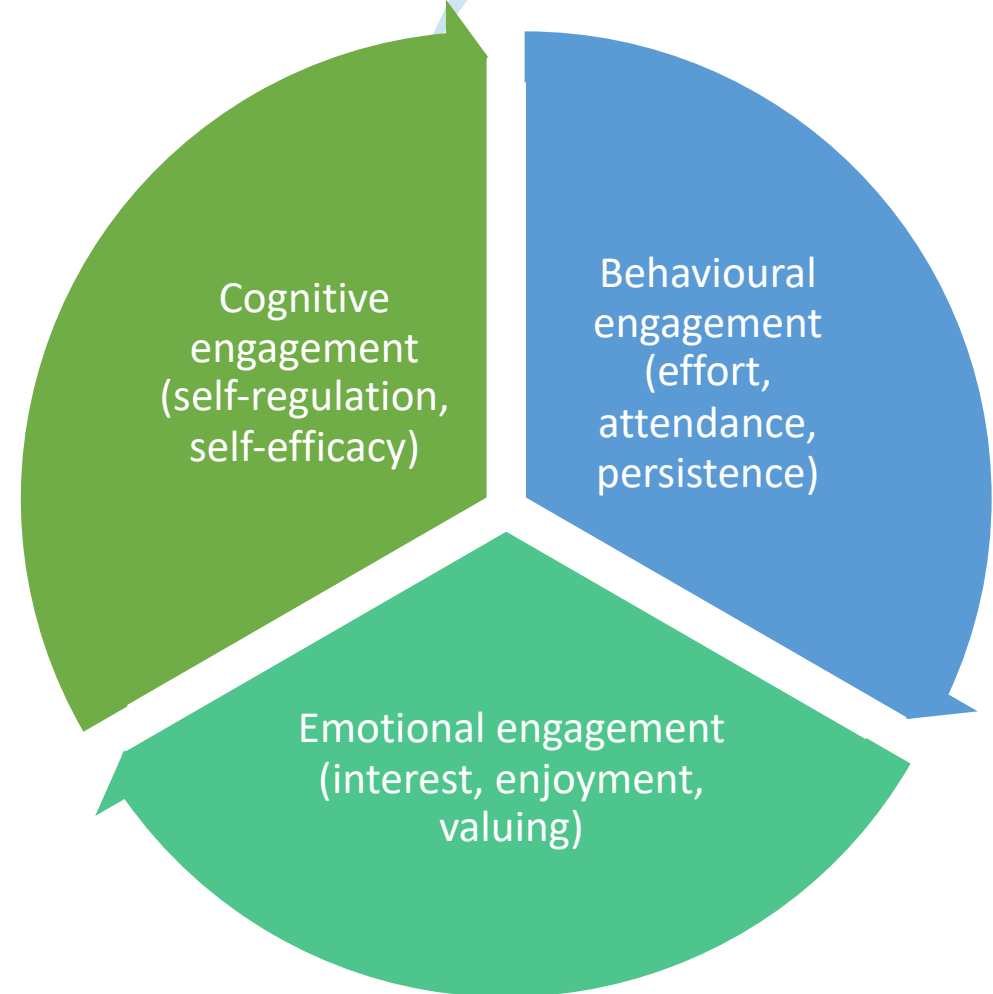 Cognitive
engagement
(self-regulation,
self-efficacy)
Behavioural
engagement
(effort,
attendance,
persistence)
Emotional engagement
(interest, enjoyment,
valuing)